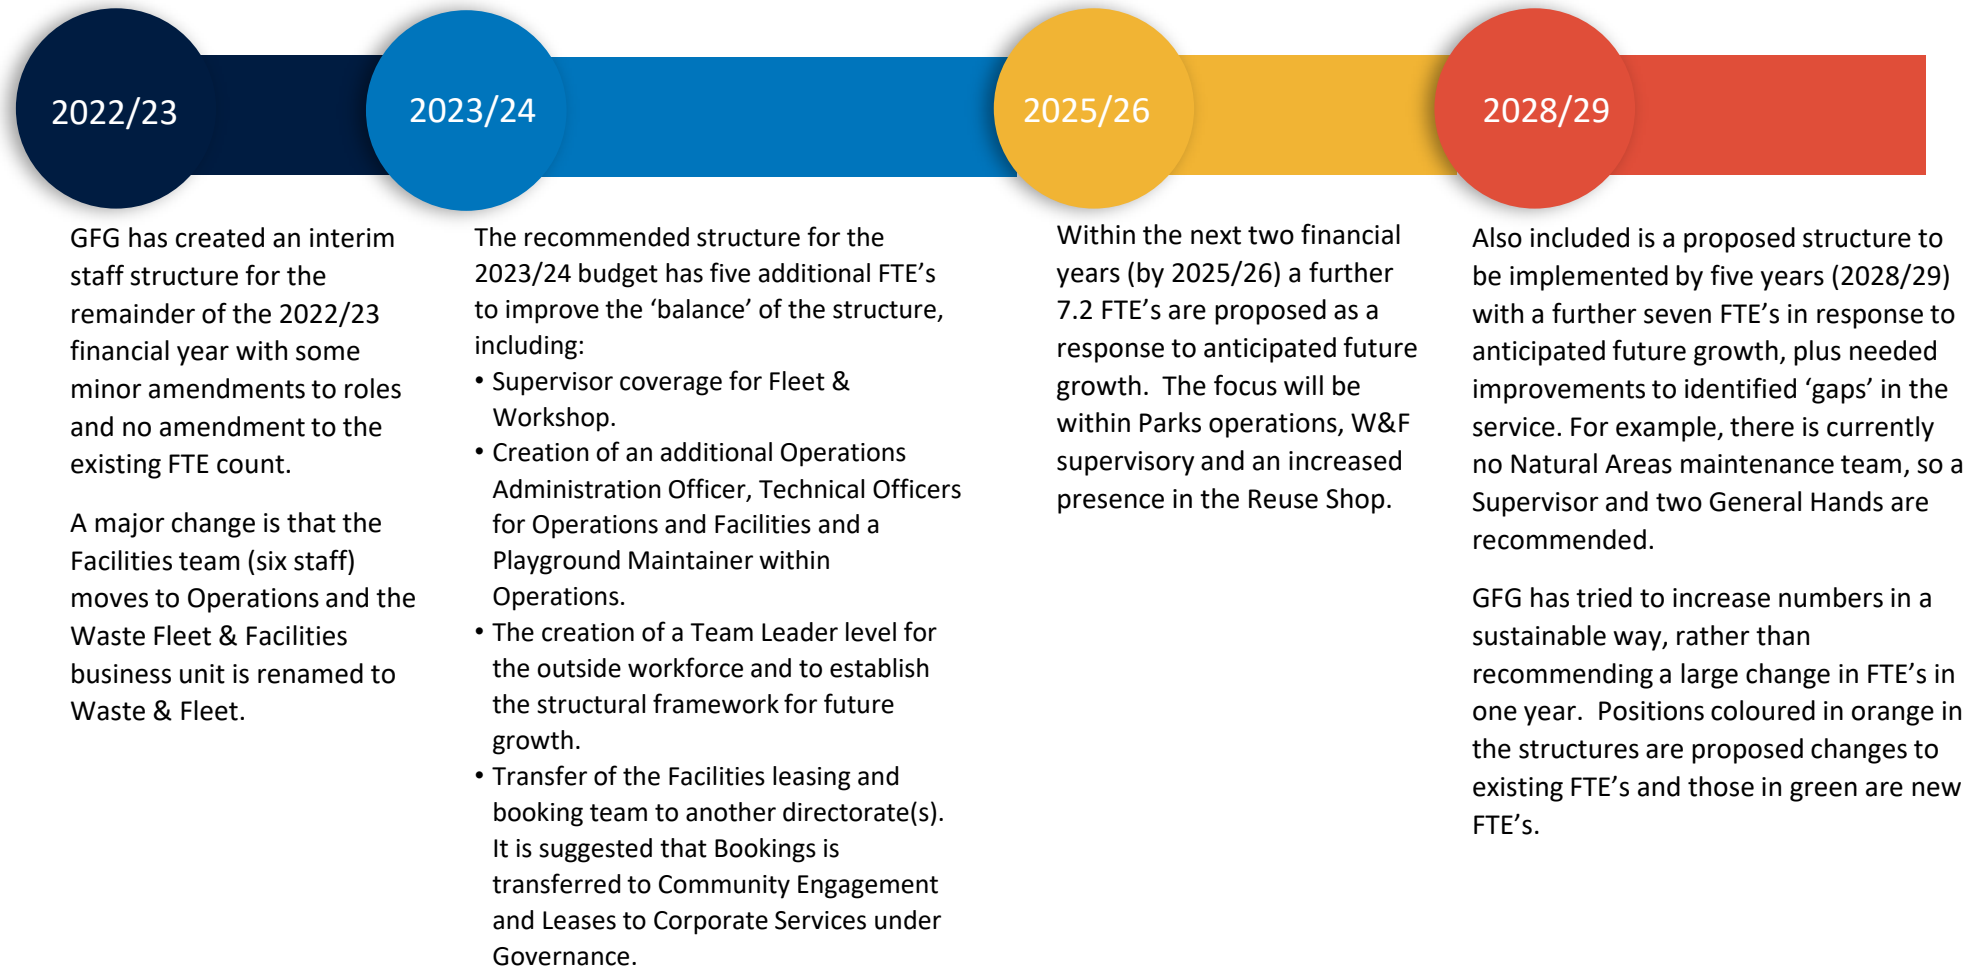 2022/23
2023/24
2025/26
2028/29
GFG has created an interim
staff structure for the
remainder of the 2022/23
financial year with some
minor amendments to roles
and no amendment to the
existing FTE count.
A major change is that the
Facilities team (six staff)
moves to Operations and the
Waste Fleet & Facilities
business unit is renamed to
Waste & Fleet.
The recommended structure for the
2023/24 budget has five additional FTE’s
to improve the ‘balance’ of the structure,
including:
• Supervisor coverage for Fleet &
Workshop.
• Creation of an additional Operations
Administration Officer, Technical Officers
for Operations and Facilities and a
Playground Maintainer within
Operations.
• The creation of a Team Leader level for
the outside workforce and to establish
the structural framework for future
growth.
• Transfer of the Facilities leasing and
booking team to another directorate(s).
It is suggested that Bookings is
transferred to Community Engagement
and Leases to Corporate Services under
Governance.
Within the next two financial
years (by 2025/26) a further
7.2 FTE’s are proposed as a
response to anticipated future
growth.  The focus will be
within Parks operations, W&F
supervisory and an increased
presence in the Reuse Shop.
Also included is a proposed structure to
be implemented by five years (2028/29)
with a further seven FTE’s in response to
anticipated future growth, plus needed
improvements to identified ‘gaps’ in the
service. For example, there is currently
no Natural Areas maintenance team, so a
Supervisor and two General Hands are
recommended.
GFG has tried to increase numbers in a
sustainable way, rather than
recommending a large change in FTE’s in
one year.  Positions coloured in orange in
the structures are proposed changes to
existing FTE’s and those in green are new
FTE’s.